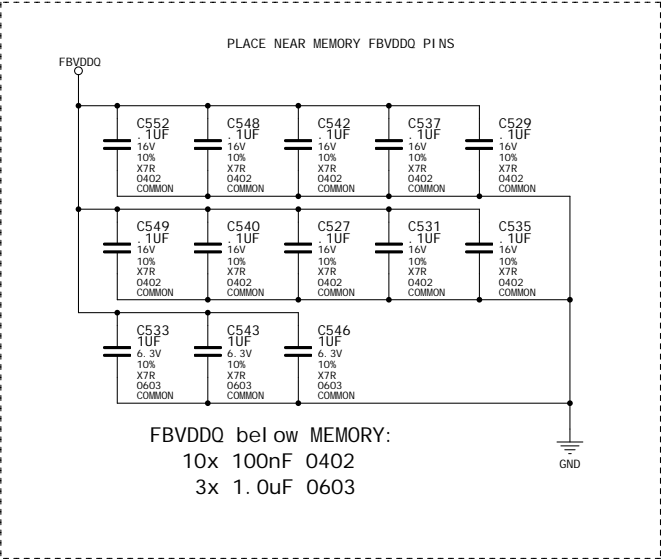 PLACE NEAR MEMORY FBVDDQ PINS
FBVDDQ
C552
.1UF
16V
10%
X7R
0402
COMMON
C548
.1UF
16V
10%
X7R
0402
COMMON
C542
.1UF
16V
10%
X7R
0402
COMMON
C537
.1UF
16V
10%
X7R
0402
COMMON
C529
.1UF
16V
10%
X7R
0402
COMMON
C549
.1UF
16V
10%
X7R
0402
COMMON
C540
.1UF
16V
10%
X7R
0402
COMMON
C527
.1UF
16V
10%
X7R
0402
COMMON
C531
.1UF
16V
10%
X7R
0402
COMMON
C535
.1UF
16V
10%
X7R
0402
COMMON
C533
1UF
6.3V
10%
X7R
0603
COMMON
C543
1UF
6.3V
10%
X7R
0603
COMMON
C546
1UF
6.3V
10%
X7R
0603
COMMON
FBVDDQ below MEMORY:
10x 100nF 0402
3x 1.0uF 0603
GND